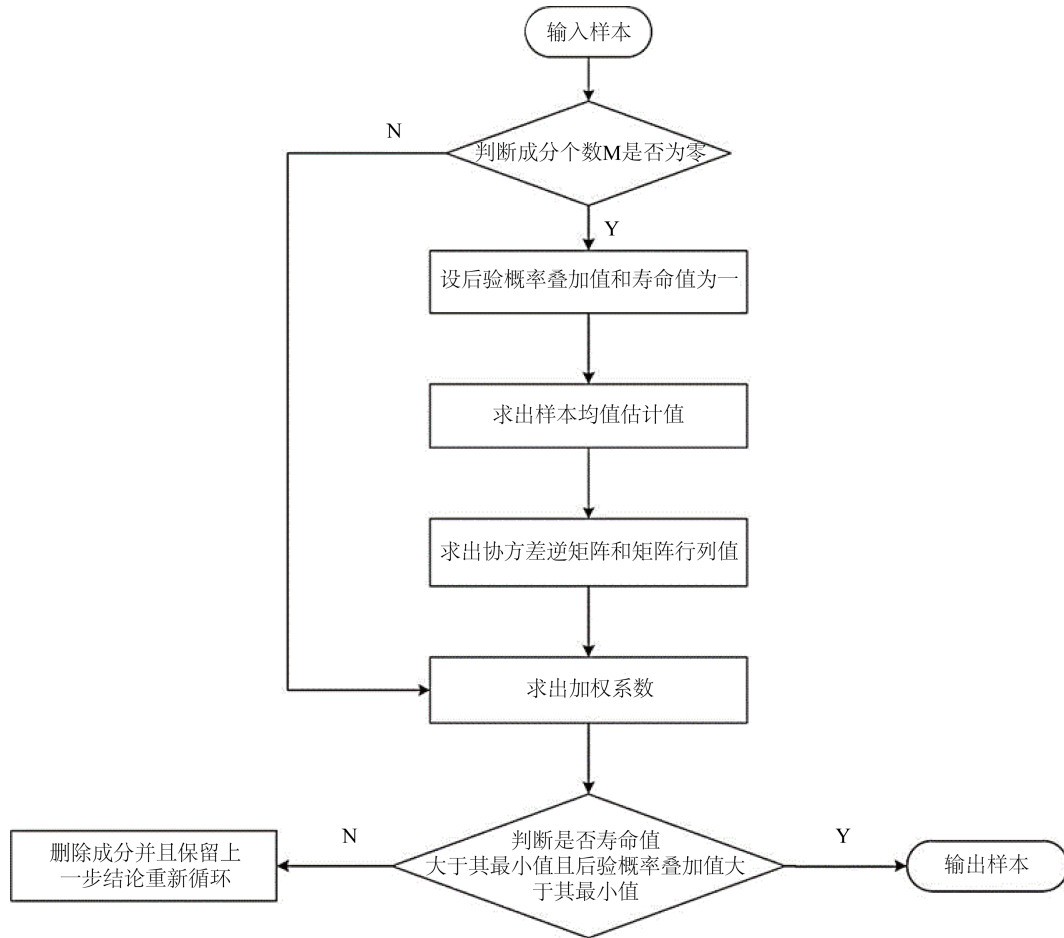 输入样本
N
判断成分个数M是否为零
Y
设后验概率叠加值和寿命值为一
求出样本均值估计值
求出协方差逆矩阵和矩阵行列值
求出加权系数
删除成分并且保留上
一步结论重新循环
N
判断是否寿命值
大于其最小值且后验概率叠加值大
于其最小值
Y
输出样本